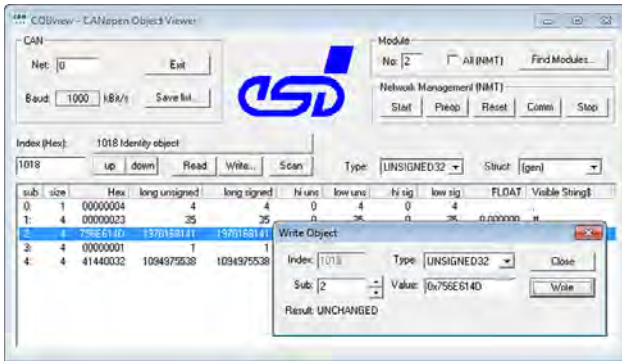 COBview - CANopen Object Viewer
CAN
Net: 0
Exit
Baud: 1000 kBit/s
Save list...
esd
Module
No: 2
All (NMT)
Find Modules...
Network Management (NMT)
Start Preop Reset Comm Stop
Index (Hex): 1018 Identity object
1018 up down Read Write... Scan Type: UNSIGNED32 Struct: (gen)
sub size Hex long unsigned long signed hi uns low uns hi sig low sig FLOAT Visible String$
0: 1 00000004 4 4 0 4 0 4
1: 4 00000023 35 35 0 35 0 35 0.000000 #
2: 4 756E614D 1970168141 1970168141
3: 4 00000001 1 1
4: 4 41440032 1094975538 1094975538
Write Object
Index: 1018 Type: UNSIGNED32 Close
Sub: 2 Value: 0x756E614D Write
Result: UNCHANGED